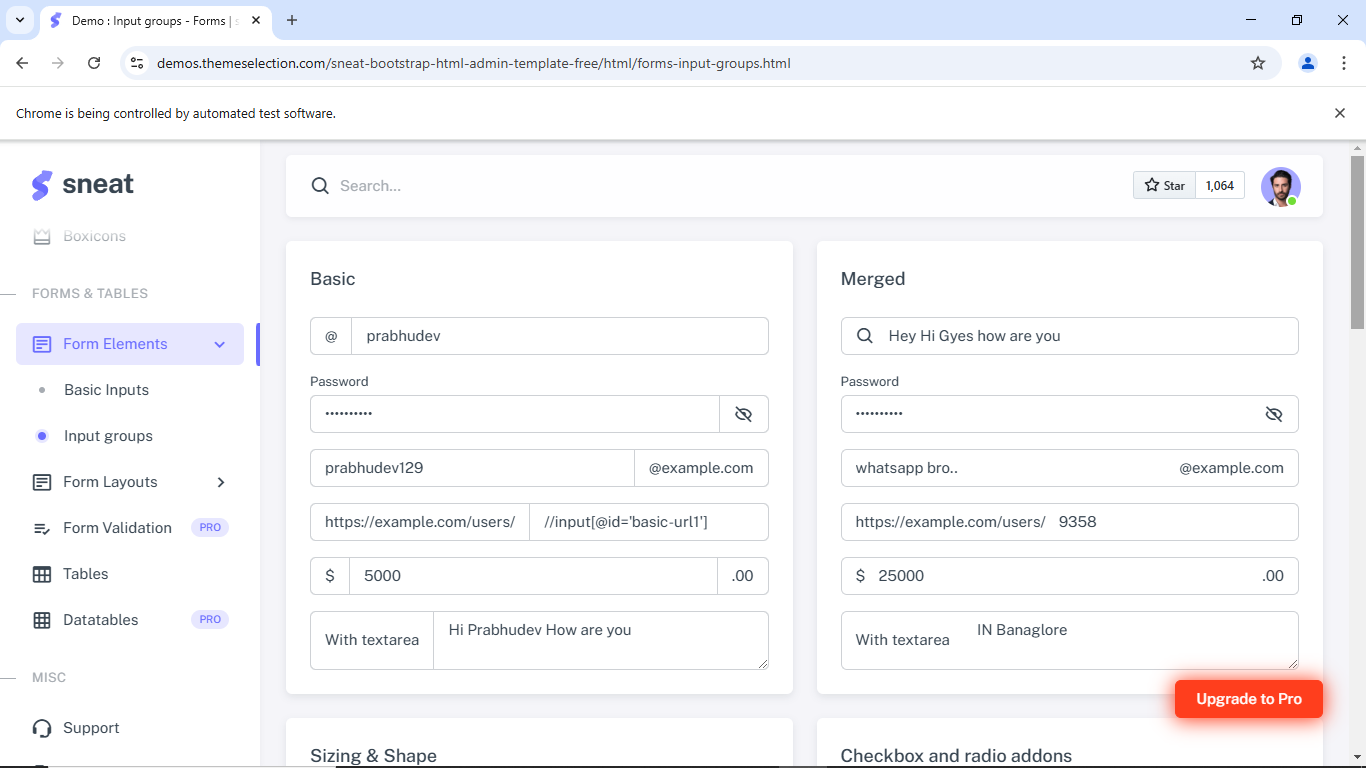 Demo : Input groups - Forms | s
demos.themeselection.com/sneat-bootstrap-html-admin-template-free/html/forms-input-groups.html
Chrome is being controlled by automated test software.
sneat
Boxicons
FORMS & TABLES
Form Elements
Basic Inputs
Input groups
Form Layouts
Form Validation PRO
Tables
Datatables PRO
MISC
Support
Search...
Star 1,064
Basic
@ prabhudev
Password
••••••••••
prabhudev129 @example.com
https://example.com/users/ //input[@id='basic-url1']
$ 5000 .00
With textarea Hi Prabhudev How are you
Merged
Hey Hi Gyes how are you
Password
••••••••••
whatsapp bro.. @example.com
https://example.com/users/ 9358
$ 25000 .00
With textarea IN Banaglore
Upgrade to Pro
Sizing & Shape
Checkbox and radio addons